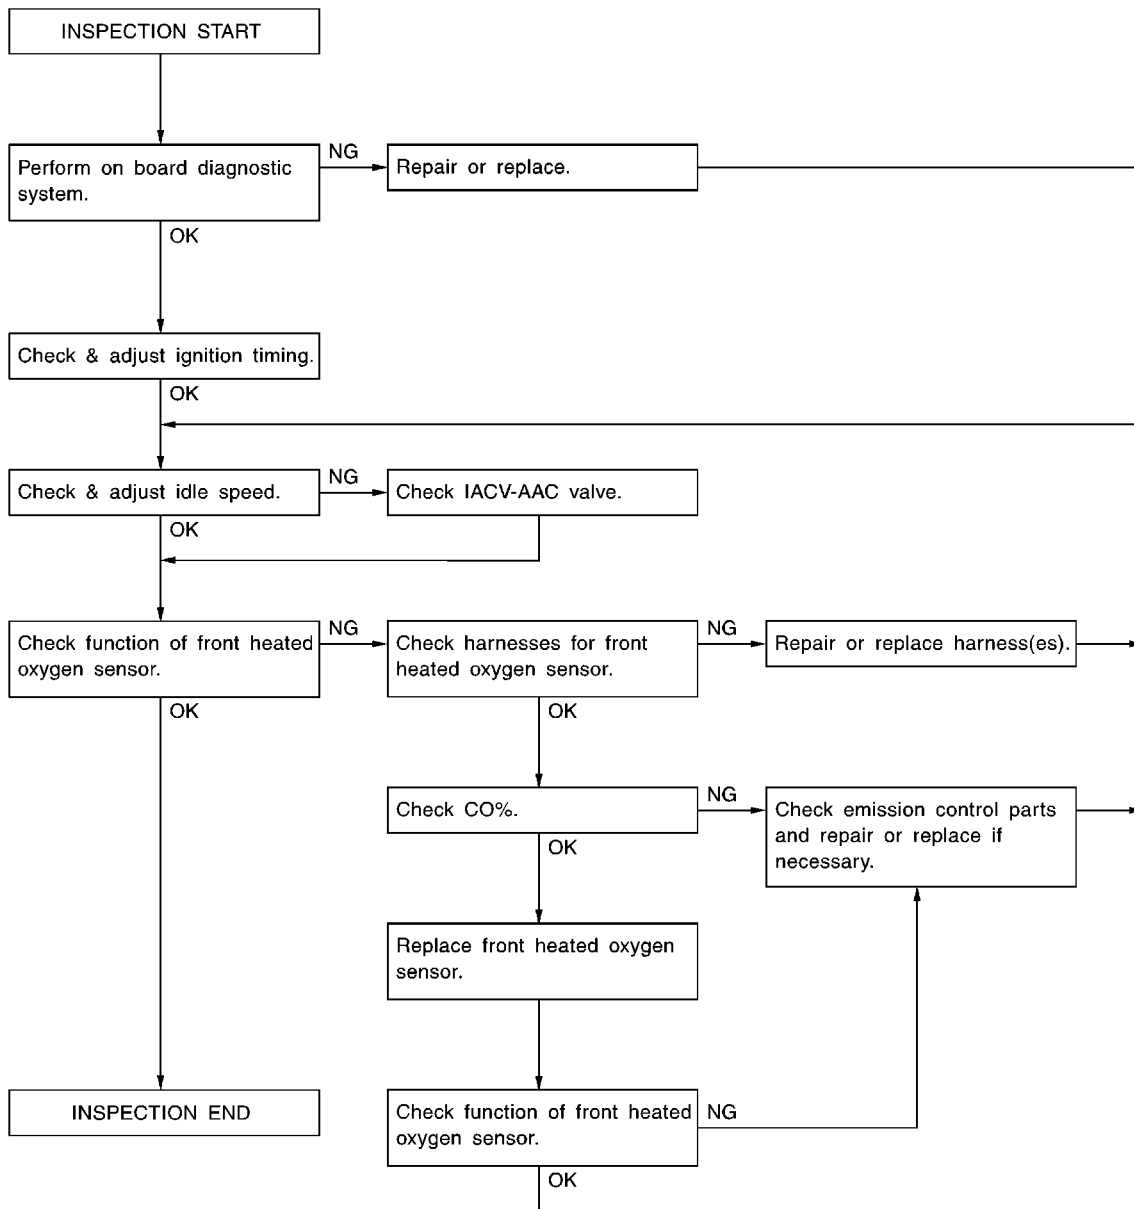 INSPECTION START
Perform on board diagnostic
system.
NG
Repair or replace.
OK
Check & adjust ignition timing.
OK
Check & adjust idle speed.
NG
Check IACV-AAC valve.
OK
Check function of front heated
oxygen sensor.
NG
Check harnesses for front
heated oxygen sensor.
NG
Repair or replace harness(es).
OK
OK
Check CO%.
NG
Check emission control parts
and repair or replace if
necessary.
OK
Replace front heated oxygen
sensor.
INSPECTION END
Check function of front heated
oxygen sensor.
NG
OK